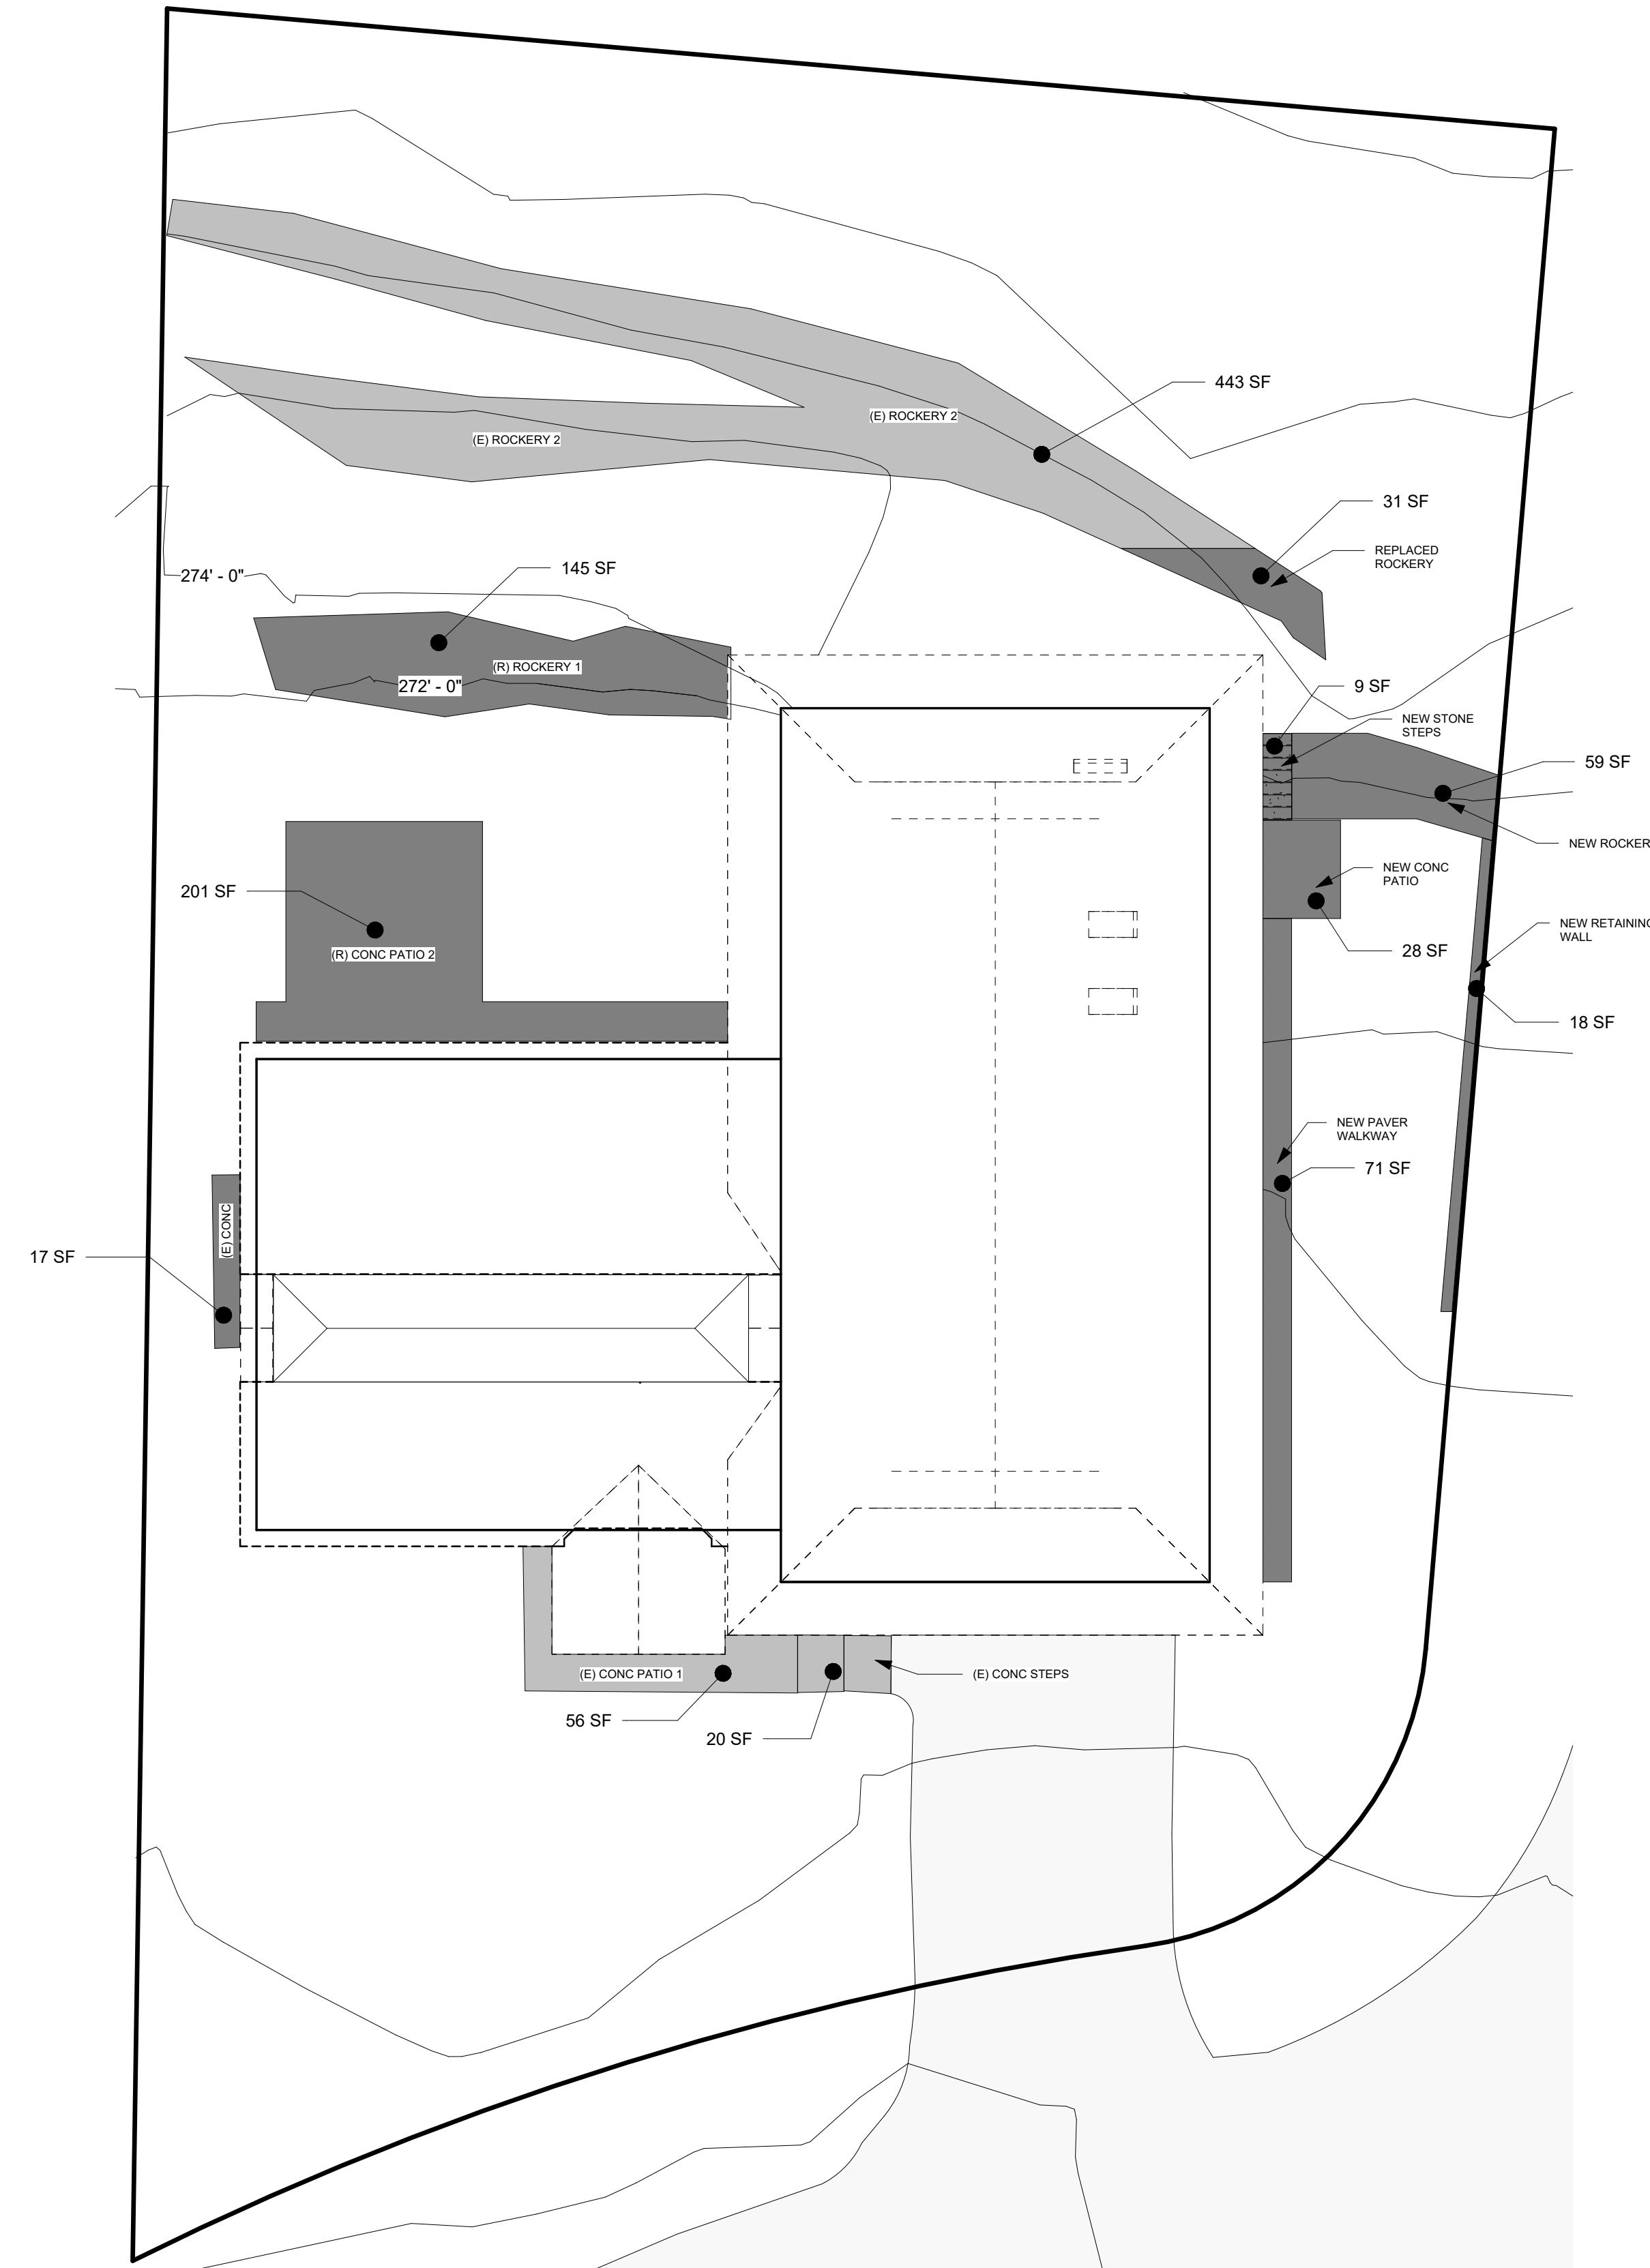 443 SF
(E) ROCKERY 2
(E) ROCKERY 2
31 SF
REPLACED
ROCKERY
274' - 0"
145 SF
(R) ROCKERY 1
272' - 0"
9 SF
NEW STONE
STEPS
59 SF
NEW ROCKER
NEW CONC
PATIO
201 SF
(R) CONC PATIO 2
28 SF
NEW RETAINING
WALL
18 SF
NEW PAVER
WALKWAY
71 SF
(E) CONC
17 SF
(E) CONC PATIO 1
(E) CONC STEPS
56 SF
20 SF